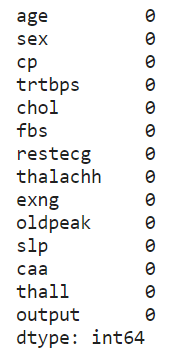 age 0
sex 0
cp 0
trtbps 0
chol 0
fbs 0
restecg 0
thalachh 0
exng 0
oldpeak 0
slp 0
caa 0
thall 0
output 0
dtype: int64